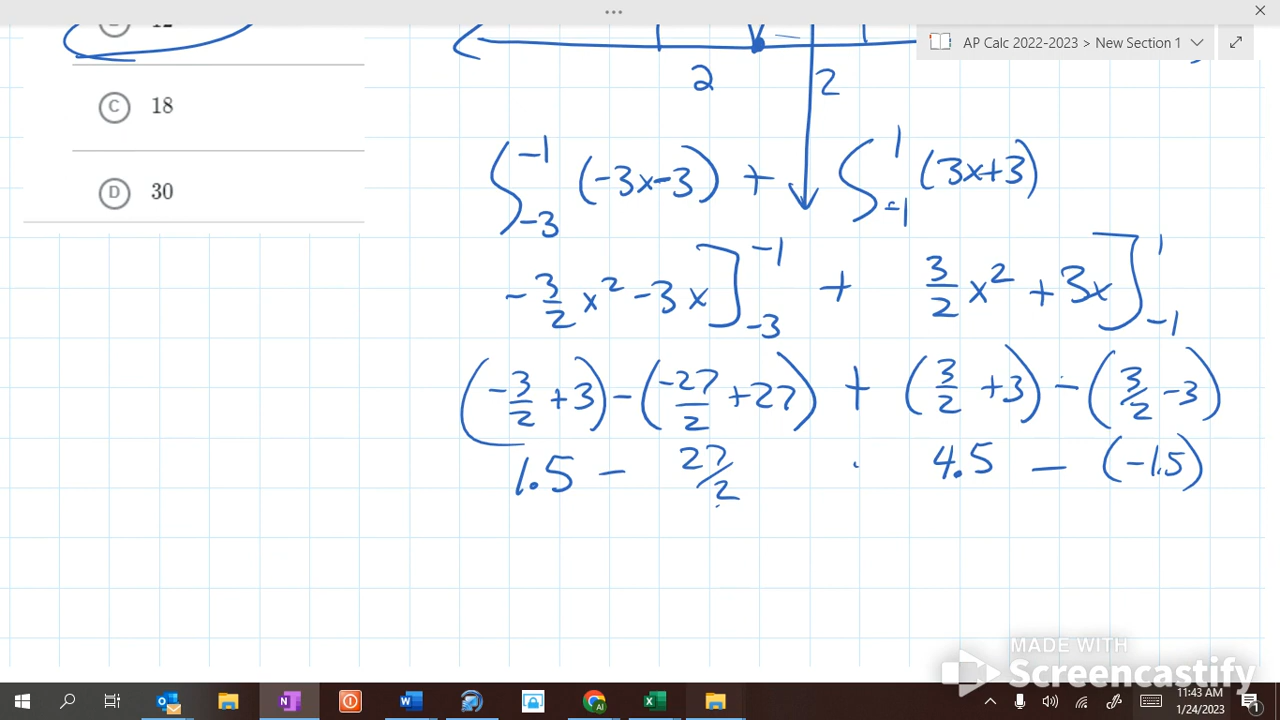 AP Calc 2022-2023 > New Section 1
12
C 18
D 30
2 2
∫_{-3}^{-1} (-3x-3) + ∫_{-1}^{1} (3x+3)
-3/2 x² -3x]_{-3}^{-1} + 3/2 x² +3x]_{-1}^{1}
(-3/2 +3) - (-27/2 +27) + (3/2 +3) - (3/2 -3)
1.5 - 27/2 4.5 - (-1.5)
MADE WITH
Screencastify
11:43 AM
1/24/2023